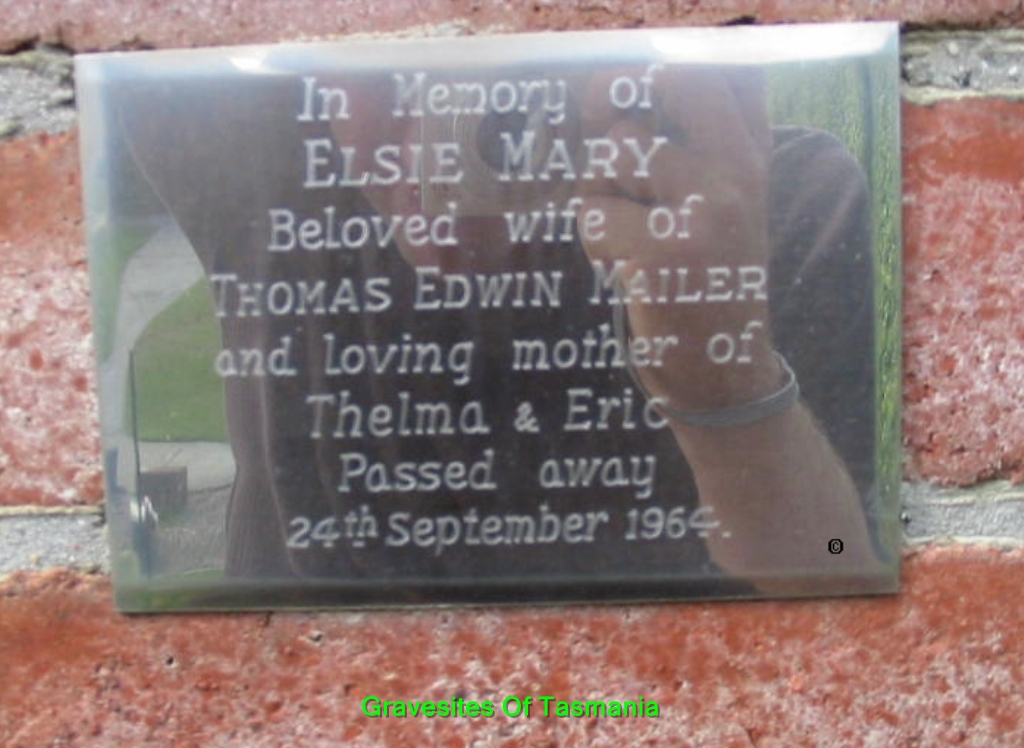 In Memory of
ELSIE MARY
Beloved wife of
THOMAS EDWIN MAILER
and loving mother of
Thelma & Eric
Passed away
24th September 1964.
©
Gravesites Of Tasmania